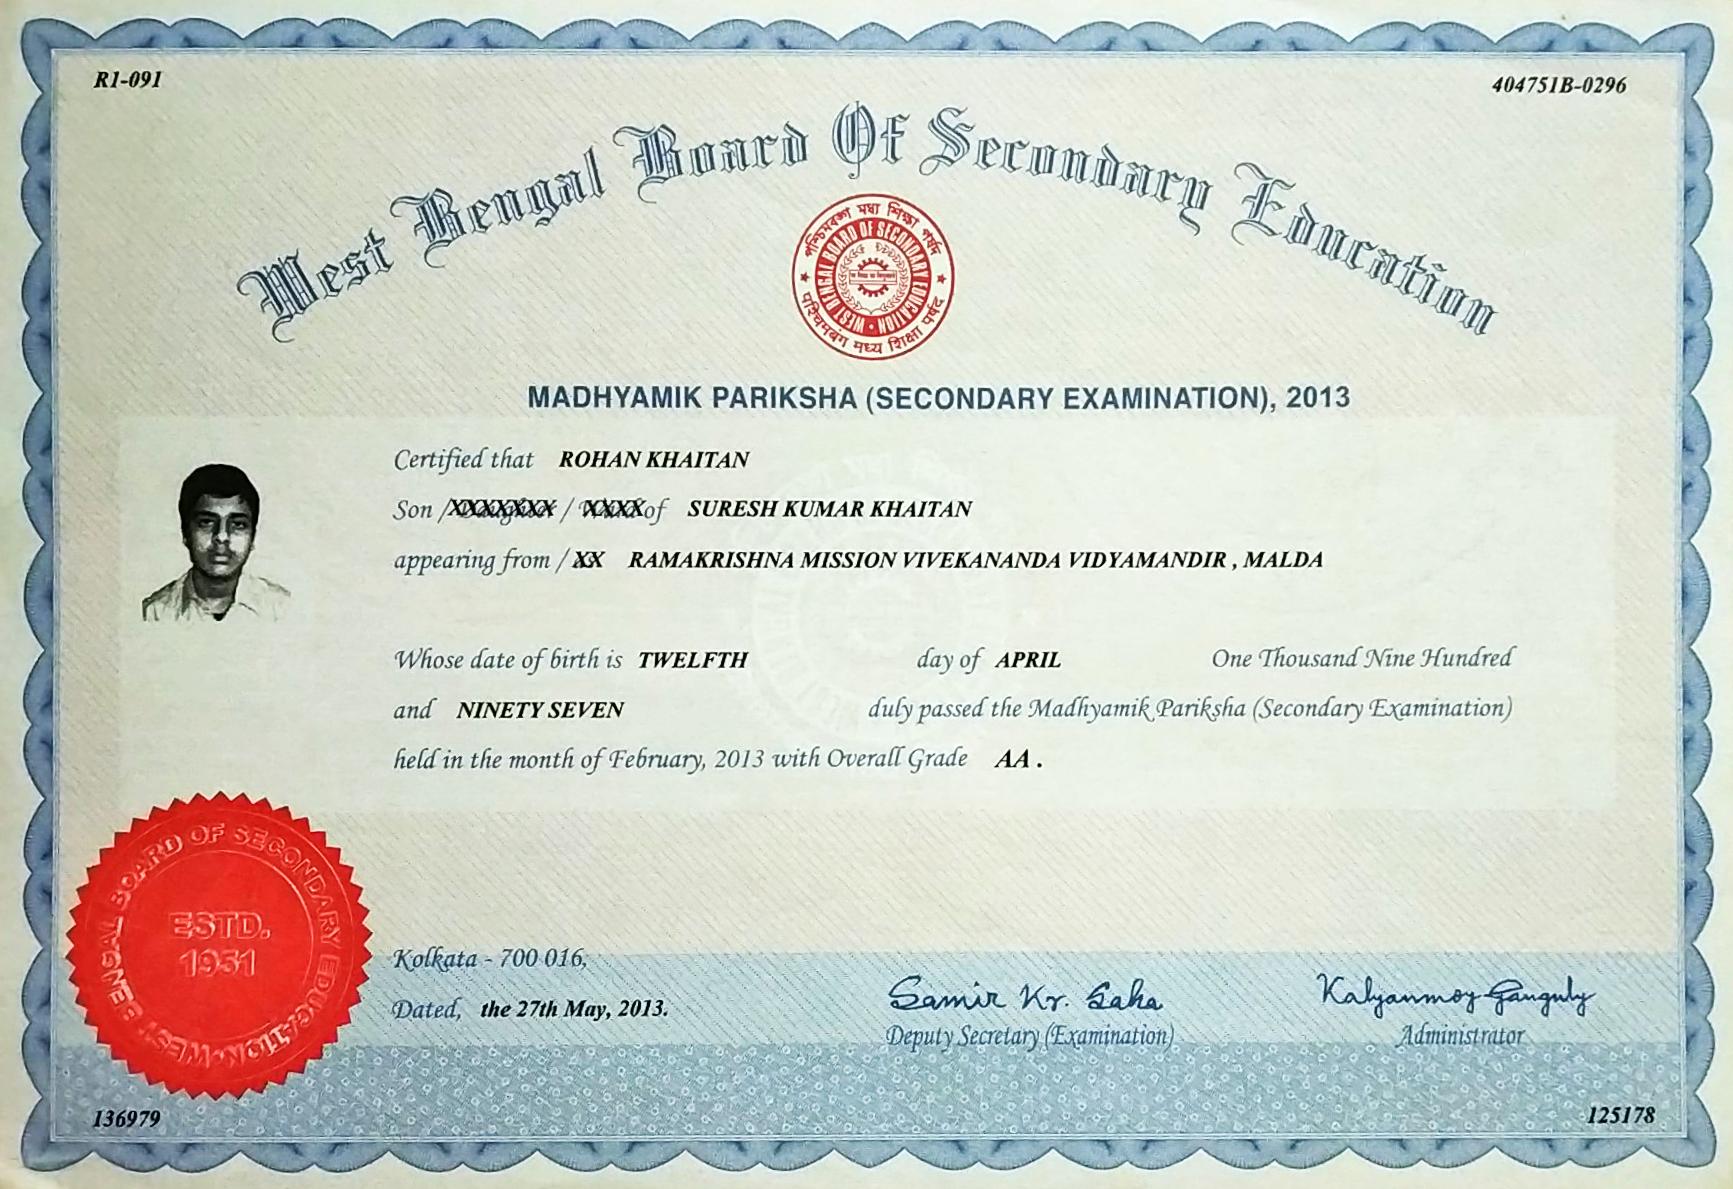 R1-091
404751B-0296
West Bengal Board Of Secondary Education
পশ্চিমবঙ্গ মধ্য শিক্ষা পর্ষদ
WEST BENGAL BOARD OF SECONDARY EDUCATION
पश्चिमबंग मध्य शिक्षा पर्षद
MADHYAMIK PARIKSHA (SECONDARY EXAMINATION), 2013
Certified that ROHAN KHAITAN
Son /XXXXXXX / XXXX of SURESH KUMAR KHAITAN
appearing from / XX RAMAKRISHNA MISSION VIVEKANANDA VIDYAMANDIR , MALDA
Whose date of birth is TWELFTH day of APRIL One Thousand Nine Hundred
and NINETY SEVEN duly passed the Madhyamik Pariksha (Secondary Examination)
held in the month of February, 2013 with Overall Grade AA .
WEST BENGAL BOARD OF SECONDARY EDUCATION
ESTD.
1951
Kolkata - 700 016,
Dated, the 27th May, 2013.
Samir Kr. Saha
Deputy Secretary (Examination)
Kalyanmoy Ganguly
Administrator
136979
125178